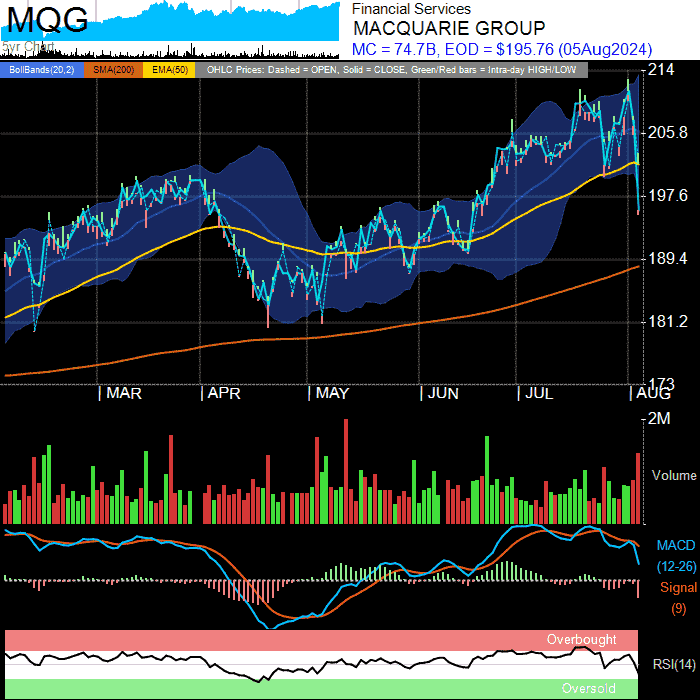 MQG
5yr Chart
Financial Services
MACQUARIE GROUP
MC = 74.7B, EOD = $195.76 (05Aug2024)
BollBands(20,2) SMA(200) EMA(50) OHLC Prices: Dashed = OPEN, Solid = CLOSE, Green/Red bars = Intra-day HIGH/LOW
214
205.8
197.6
189.4
181.2
173
MAR APR MAY JUN JUL AUG
2M
Volume
MACD
(12-26)
Signal
(9)
Overbought
RSI(14)
Oversold